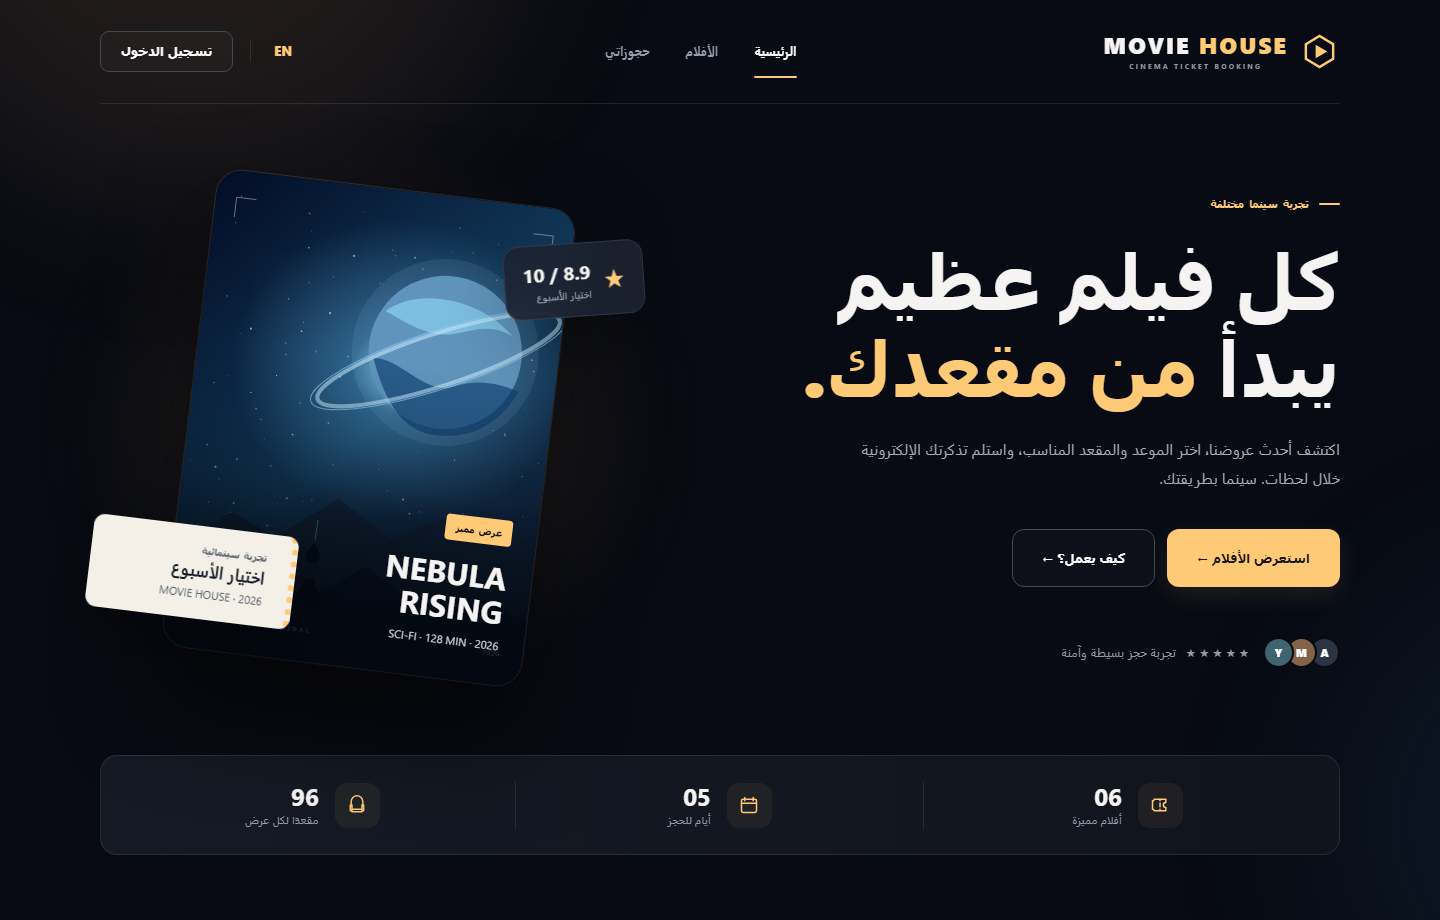 MOVIE HOUSE
CINEMA TICKET BOOKING
الرئيسية
الأفلام
حجوزاتي
EN
تسجيل الدخول
تجربة سينما مختلفة
كل فيلم عظيم
يبدأ من مقعدك.
اكتشف أحدث عروضنا، اختر الموعد والمقعد المناسب، واستلم تذكرتك الإلكترونية
خلال لحظات. سينما بطريقتك.
استعرض الأفلام ←
كيف يعمل؟ ←
A M Y
★★★★★ تجربة حجز بسيطة وآمنة
10 / 8.9
اختيار الأسبوع
عرض مميز
NEBULA
RISING
SCI-FI · 128 MIN · 2026
تجربة سينمائية
اختيار الأسبوع
MOVIE HOUSE · 2026
06
أفلام مميزة
05
أيام للحجز
96
مقعدًا لكل عرض